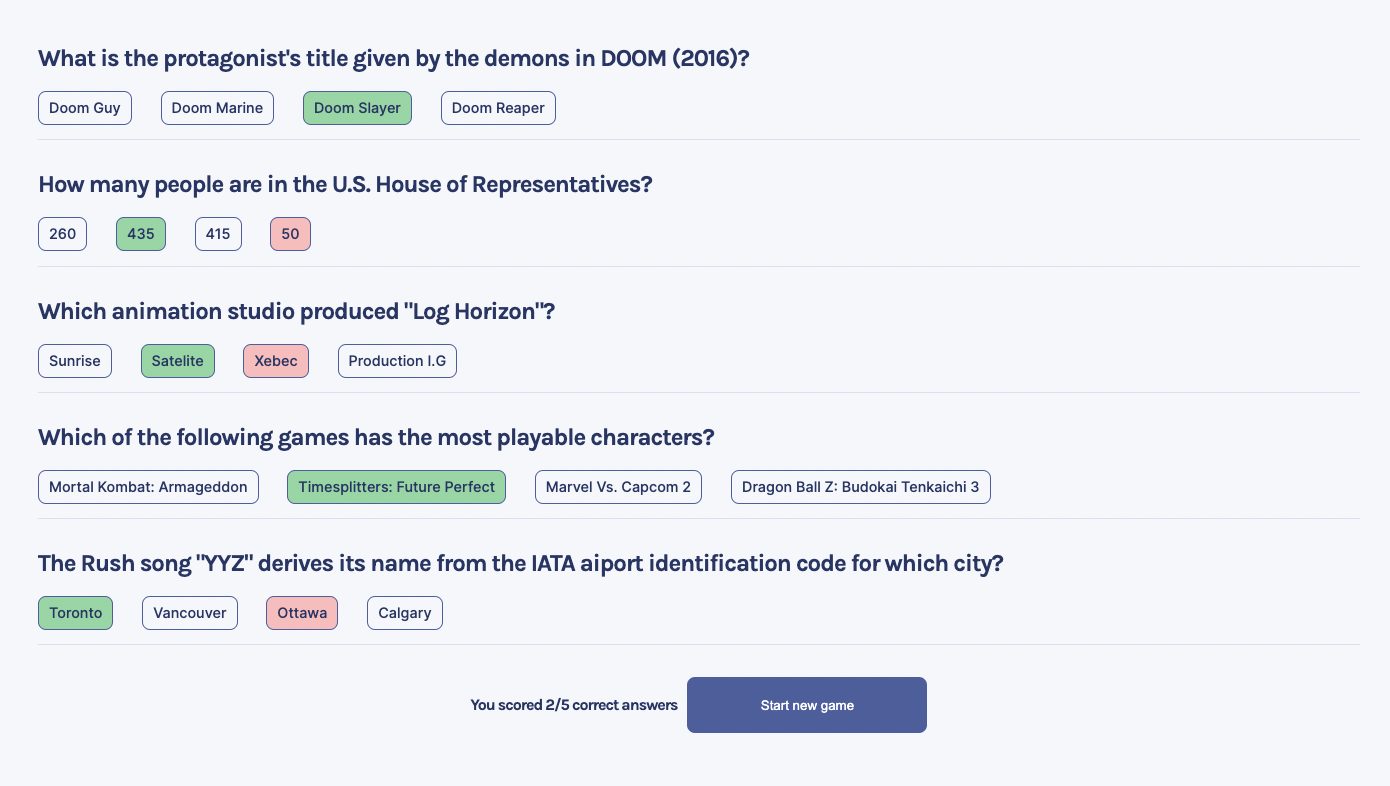 What is the protagonist's title given by the demons in DOOM (2016)?
Doom Guy Doom Marine Doom Slayer Doom Reaper
How many people are in the U.S. House of Representatives?
260 435 415 50
Which animation studio produced "Log Horizon"?
Sunrise Satelite Xebec Production I.G
Which of the following games has the most playable characters?
Mortal Kombat: Armageddon Timesplitters: Future Perfect Marvel Vs. Capcom 2 Dragon Ball Z: Budokai Tenkaichi 3
The Rush song "YYZ" derives its name from the IATA aiport identification code for which city?
Toronto Vancouver Ottawa Calgary
You scored 2/5 correct answers Start new game